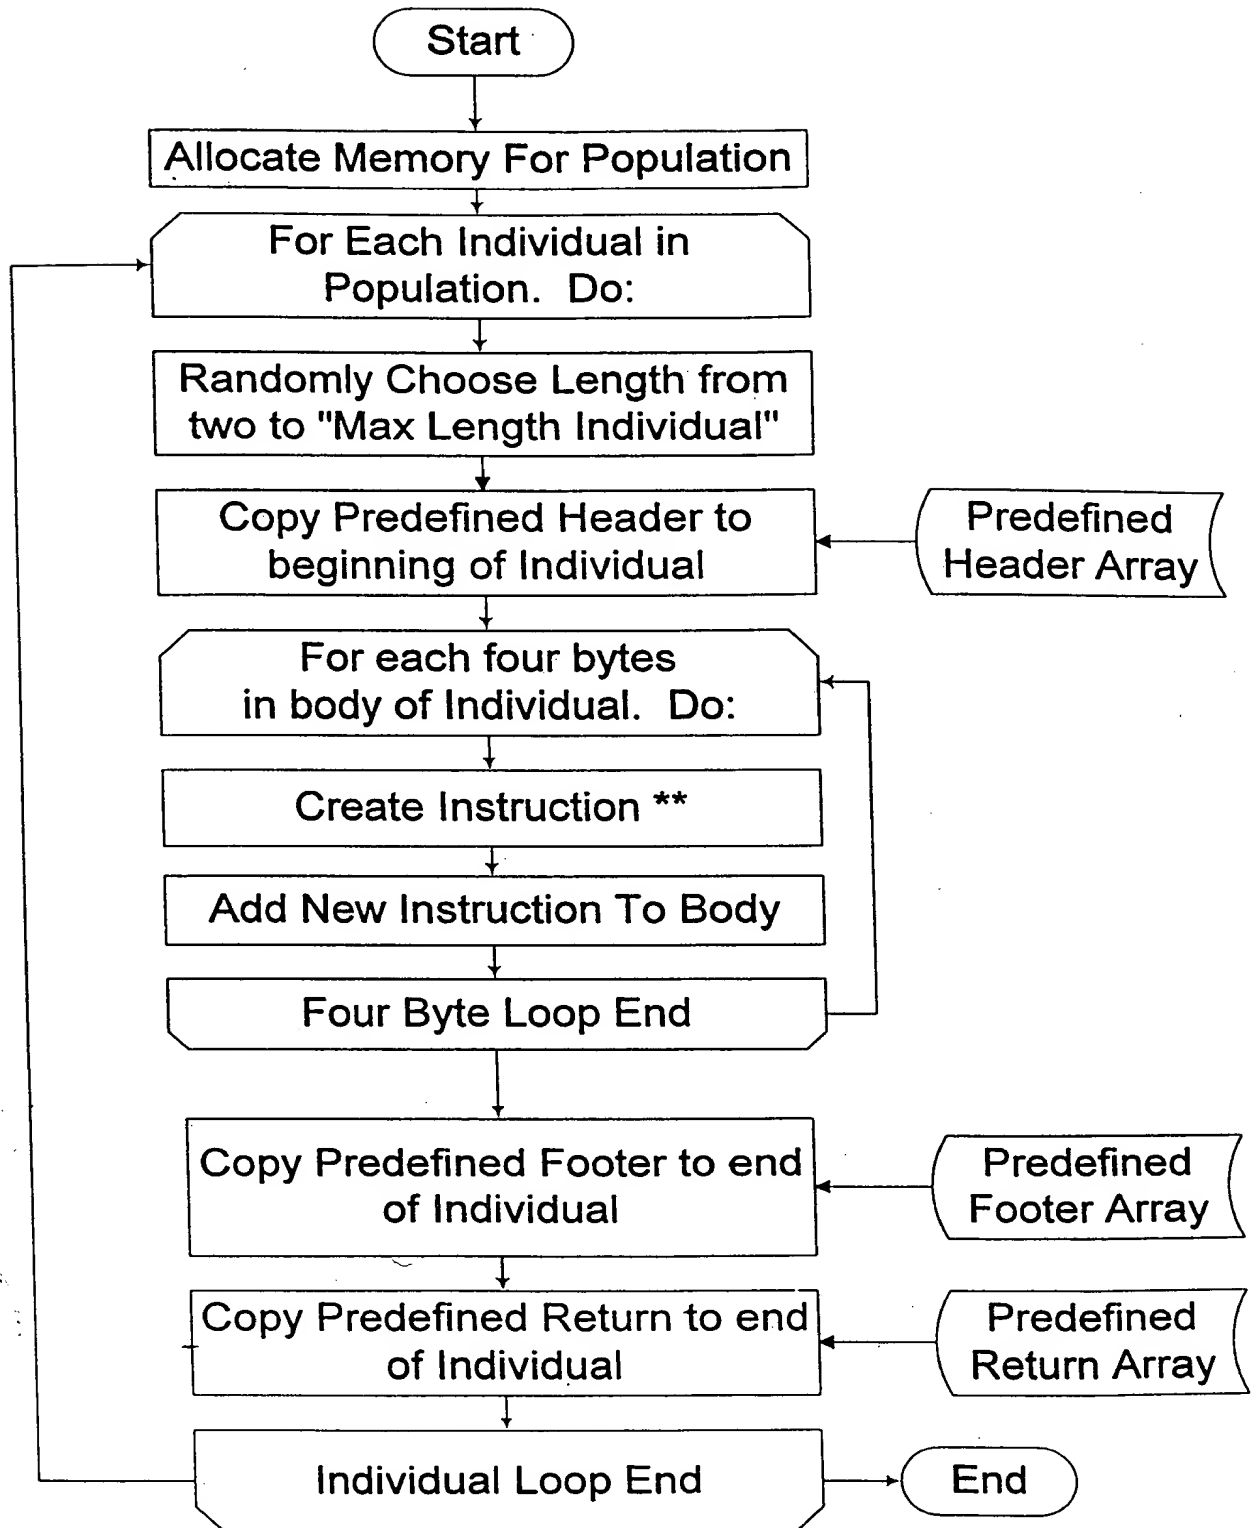 Start
Allocate Memory For Population
For Each Individual in
Population. Do:
Randomly Choose Length from
two to "Max Length Individual"
Copy Predefined Header to
beginning of Individual
Predefined
Header Array
For each four bytes
in body of Individual. Do:
Create Instruction **
Add New Instruction To Body
Four Byte Loop End
Copy Predefined Footer to end
of Individual
Predefined
Footer Array
Copy Predefined Return to end
of Individual
Predefined
Return Array
Individual Loop End
End